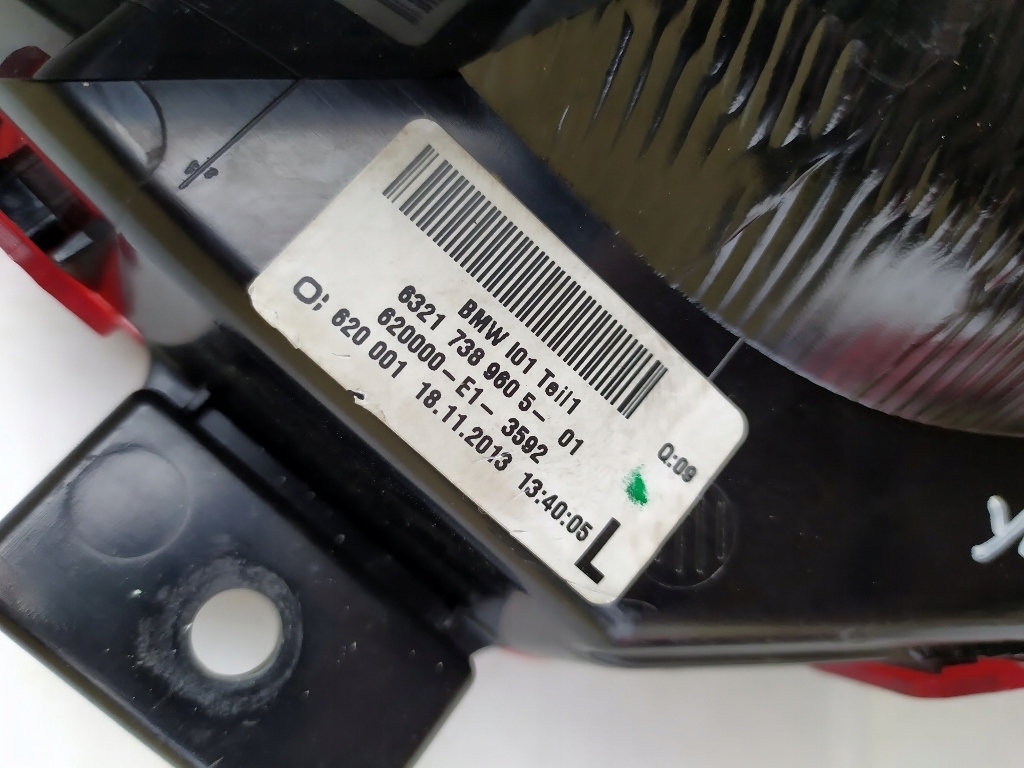 BMW I01 Teil1
6321 738 960 5- 01
620000-E1- 3592
O; 620 001 18.11.2013 13:40:05
Q:09
L